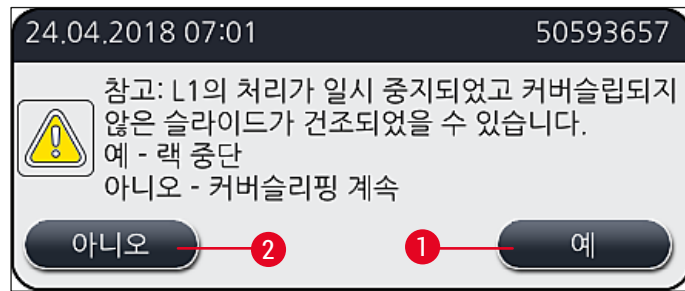 24.04.2018 07:01 50593657
참고: L1의 처리가 일시 중지되었고 커버슬립되지
않은 슬라이드가 건조되었을 수 있습니다.
예 - 랙 중단
아니오 - 커버슬리핑 계속
아니오 2 1 예